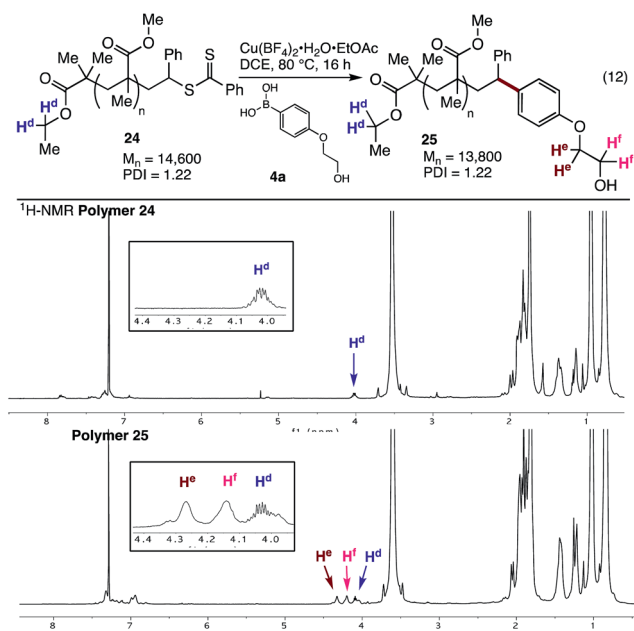 Me
O
Ph
Me Me
O
S
Cu(BF4)2•H2O•EtOAc
DCE, 80 °C, 16 h
Me
O
Ph
Me Me
O
(12)
O
O
Me
n
S
Ph
O
O
Me
n
Hd
Hd
HO
B
OH
Hd
Hd
O
Me
24
O
Me
25
He
He
Hf
Hf
Mn = 14,600
PDI = 1.22
4a
OH
Mn = 13,800
PDI = 1.22
OH
1H-NMR Polymer 24
Hd
4.4 4.3 4.2 4.1 4.0
Hd
8 7 6 5 4 3 2 1
Polymer 25
He Hf Hd
4.4 4.3 4.2 4.1 4.0
He Hf Hd
8 7 6 5 4 3 2 1